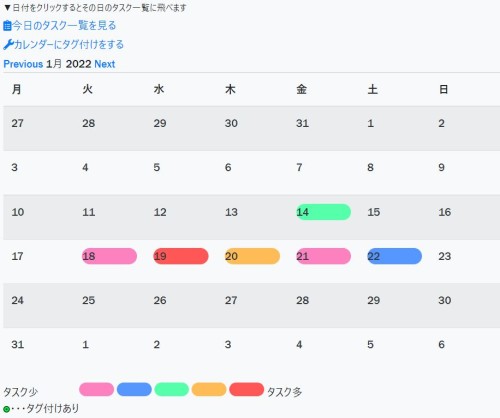 ▼日付をクリックするとその日のタスク一覧に飛べます
今日のタスク一覧を見る
カレンダーにタグ付けをする
Previous 1月 2022 Next
月 火 水 木 金 土 日
27 28 29 30 31 1 2
3 4 5 6 7 8 9
10 11 12 13 14 15 16
17 18 19 20 21 22 23
24 25 26 27 28 29 30
31 1 2 3 4 5 6
タスク少 タスク多
・・・タグ付けあり